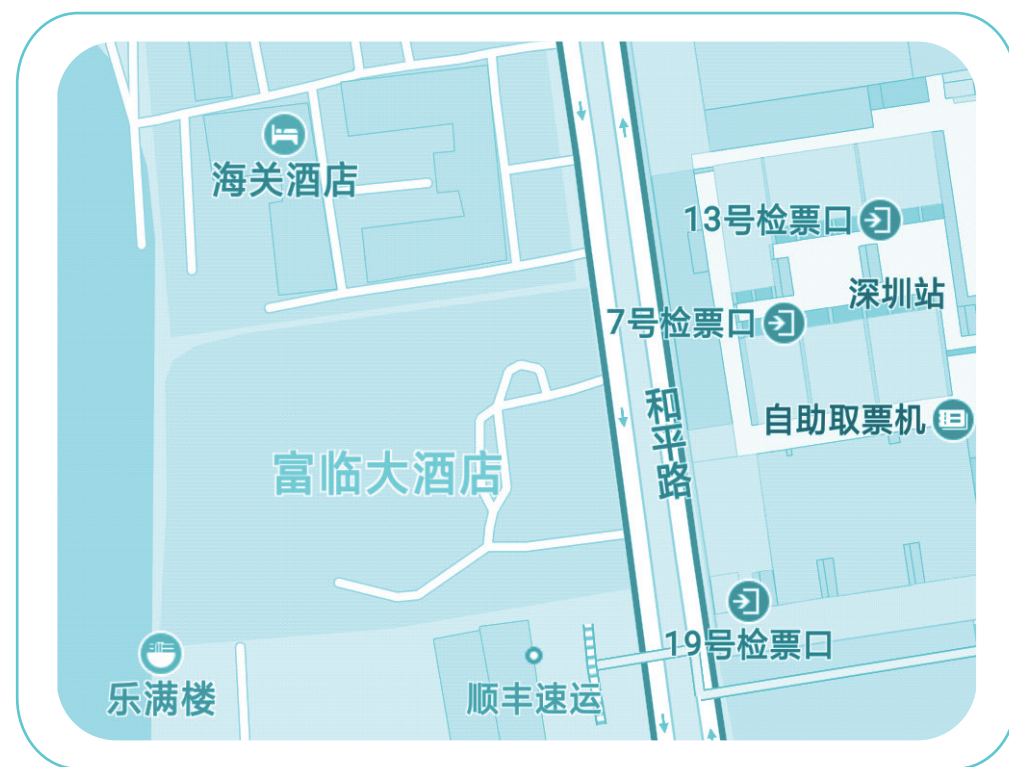 海关酒店
13号检票口
深圳站
7号检票口
和平路
自助取票机
富临大酒店
19号检票口
乐满楼
顺丰速运